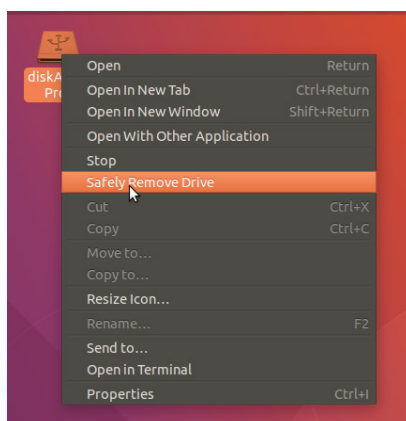 diskA
Pro
Open Return
Open In New Tab Ctrl+Return
Open In New Window Shift+Return
Open With Other Application
Stop
Safely Remove Drive
Cut Ctrl+X
Copy Ctrl+C
Move to...
Copy to...
Resize Icon...
Rename... F2
Send to...
Open in Terminal
Properties Ctrl+I